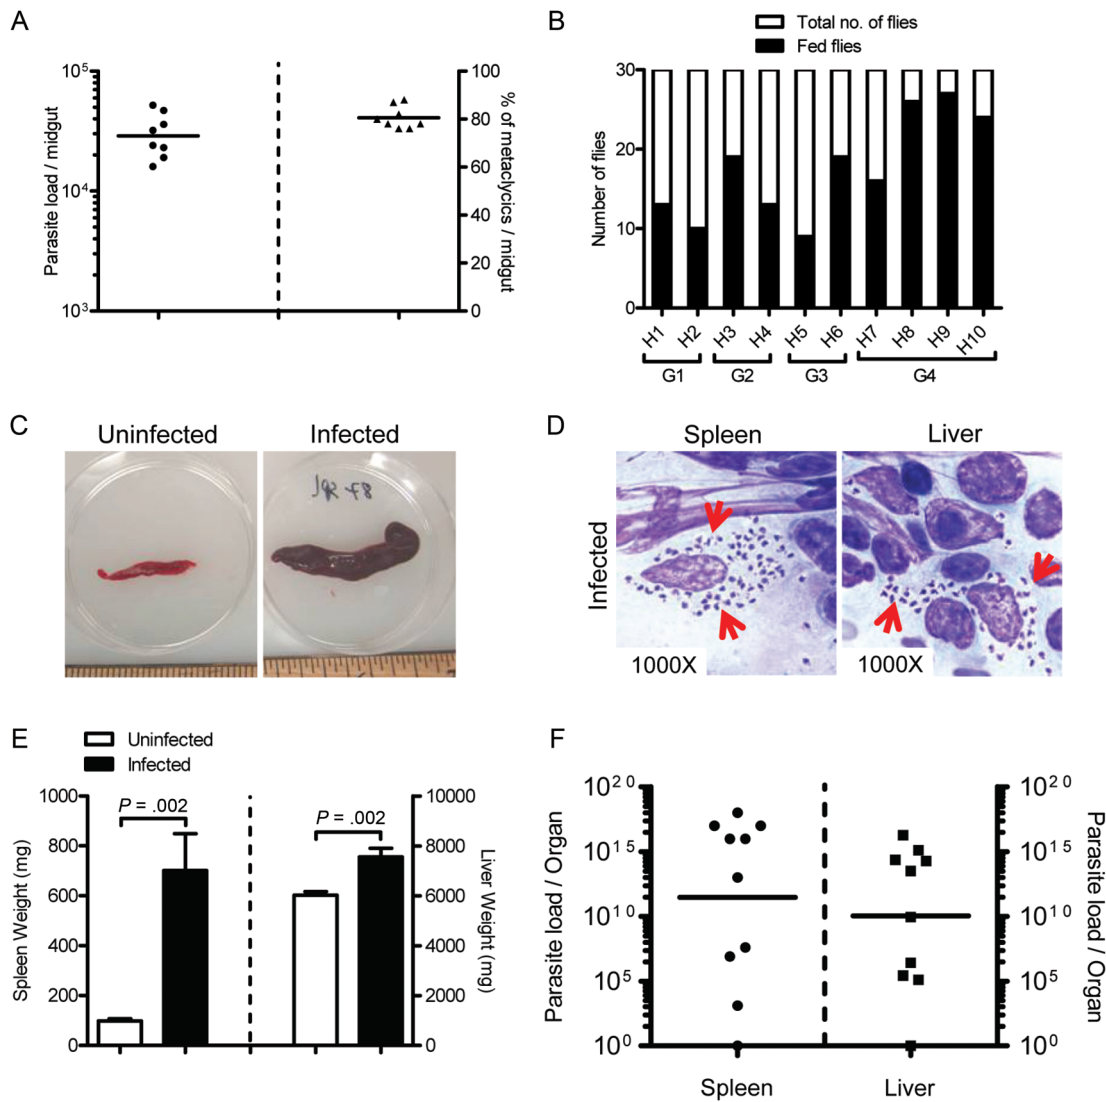 A
Parasite load / midgut
10⁵
10⁴
10³
100
80
60
40
20
0
% of metacycics / midgut
B
Total no. of flies
Fed flies
Number of flies
30
20
10
0
H1 H2 H3 H4 H5 H6 H7 H8 H9 H10
G1 G2 G3 G4
C
Uninfected Infected
D
Spleen Liver
Infected
1000X 1000X
E
Uninfected
Infected
Spleen Weight (mg)
1000
800
600
400
200
0
P = .002
P = .002
10000
8000
6000
4000
2000
0
Liver Weight (mg)
F
Parasite load / Organ
10²⁰
10¹⁵
10¹⁰
10⁵
10⁰
10²⁰
10¹⁵
10¹⁰
10⁵
10⁰
Parasite load / Organ
Spleen Liver